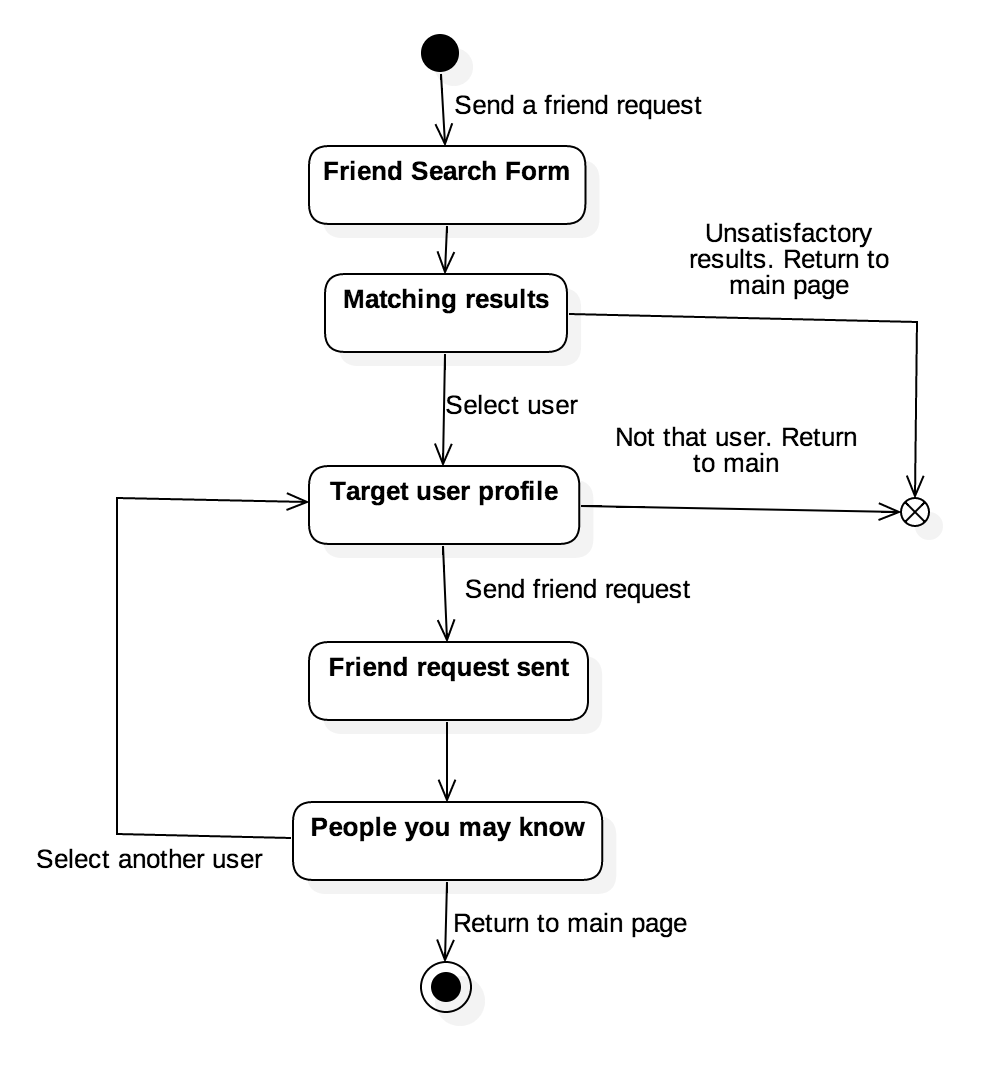 Send a friend request
Friend Search Form
Unsatisfactory
results. Return to
main page
Matching results
Select user
Not that user. Return
to main
Target user profile
Send friend request
Friend request sent
People you may know
Select another user
Return to main page